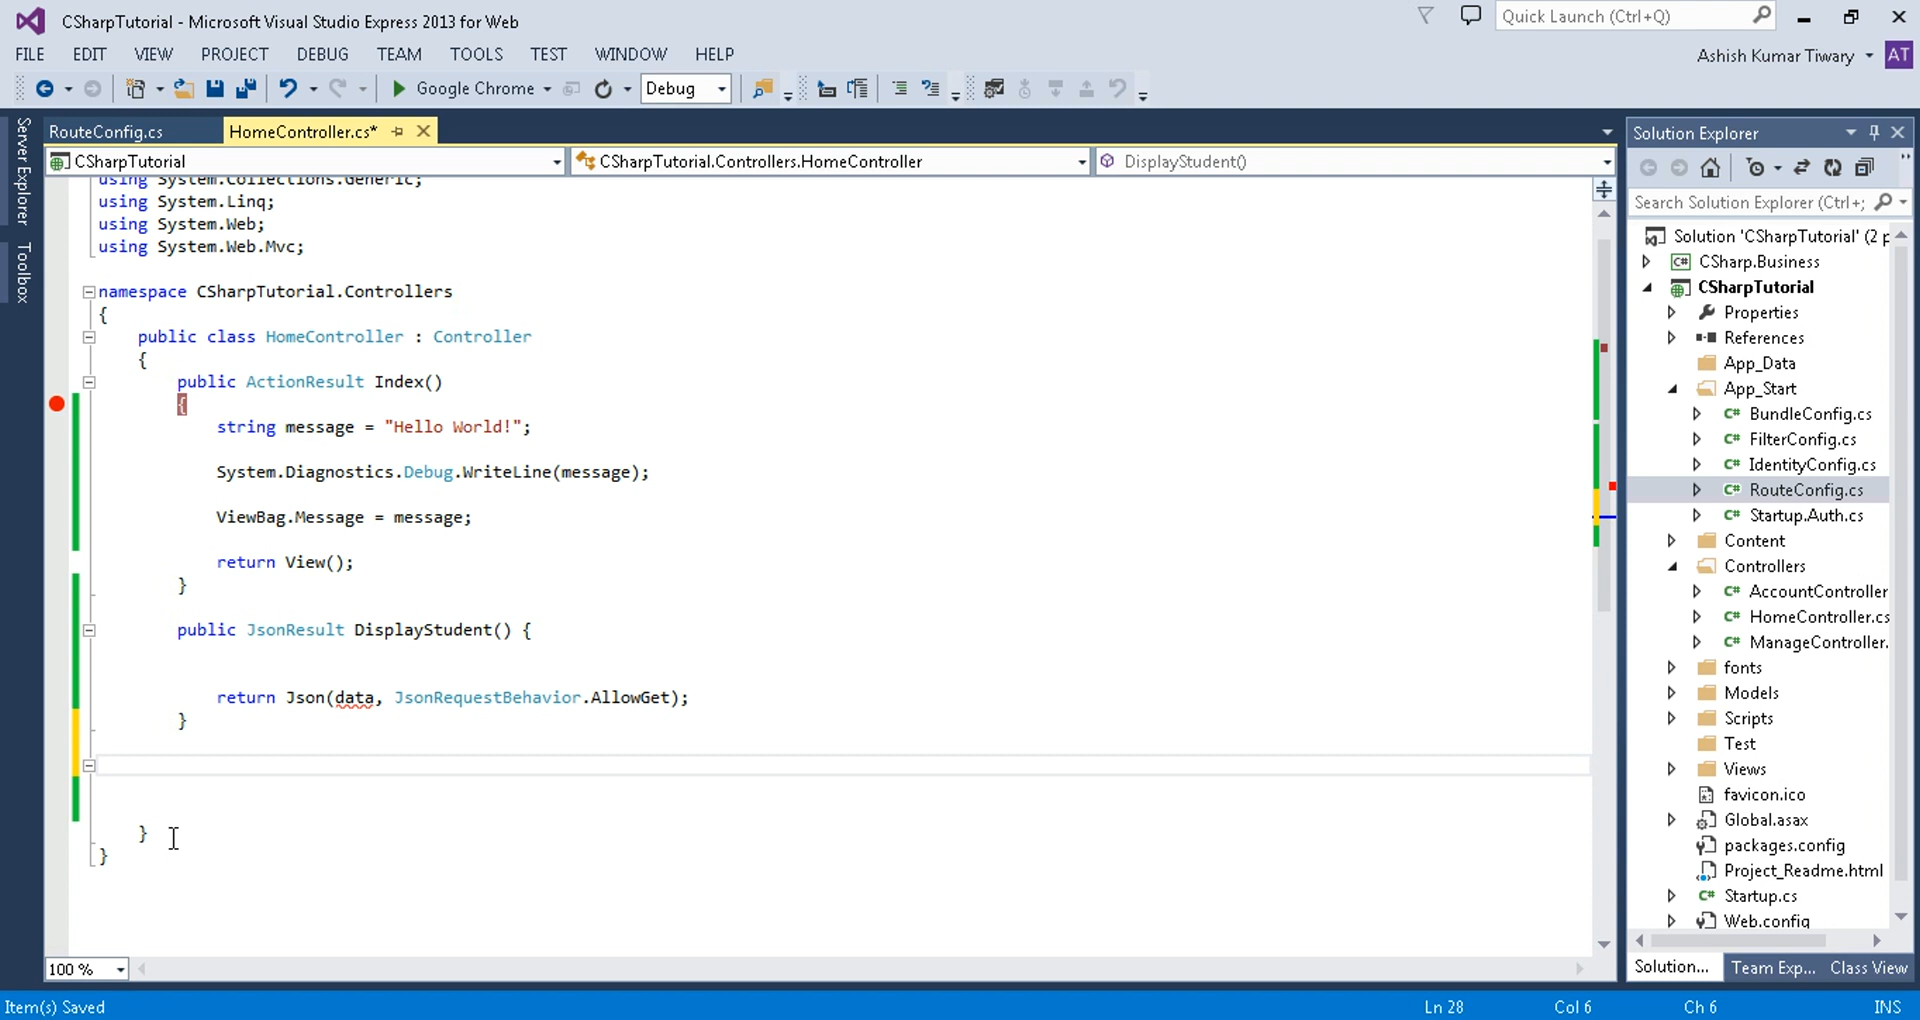 CSharpTutorial - Microsoft Visual Studio Express 2013 for Web
Quick Launch (Ctrl+Q)
FILE EDIT VIEW PROJECT DEBUG TEAM TOOLS TEST WINDOW HELP
Ashish Kumar Tiwary AT
Google Chrome Debug
Server Explorer
Toolbox
RouteConfig.cs HomeController.cs*
CSharpTutorial CSharpTutorial.Controllers.HomeController DisplayStudent()
using System.Collections.Generic;
using System.Linq;
using System.Web;
using System.Web.Mvc;
namespace CSharpTutorial.Controllers
{
public class HomeController : Controller
{
public ActionResult Index()
{
string message = "Hello World!";
System.Diagnostics.Debug.WriteLine(message);
ViewBag.Message = message;
return View();
}
public JsonResult DisplayStudent() {
return Json(data, JsonRequestBehavior.AllowGet);
}
}
}
100 %
Solution Explorer
Search Solution Explorer (Ctrl+;
Solution 'CSharpTutorial' (2 p
C# CSharp.Business
CSharpTutorial
Properties
References
App_Data
App_Start
C# BundleConfig.cs
C# FilterConfig.cs
C# IdentityConfig.cs
C# RouteConfig.cs
C# Startup.Auth.cs
Content
Controllers
C# AccountController
C# HomeController.cs
C# ManageController.
fonts
Models
Scripts
Test
Views
favicon.ico
Global.asax
packages.config
Project_Readme.html
C# Startup.cs
Web.config
Solution... Team Exp... Class View
Item(s) Saved Ln 28 Col 6 Ch 6 INS